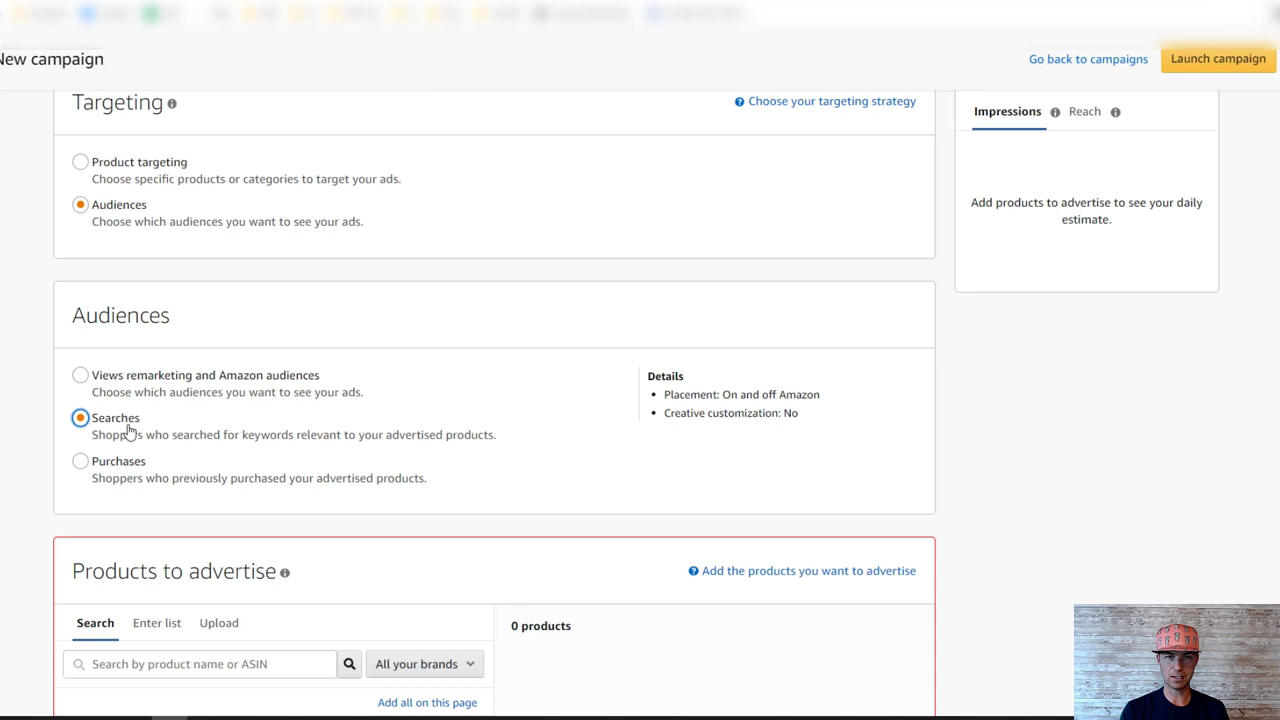 New campaign
Go back to campaigns
Launch campaign
Targeting
Choose your targeting strategy
Impressions
Reach
Product targeting
Choose specific products or categories to target your ads.
Audiences
Choose which audiences you want to see your ads.
Add products to advertise to see your daily
estimate.
Audiences
Views remarketing and Amazon audiences
Choose which audiences you want to see your ads.
Searches
Shoppers who searched for keywords relevant to your advertised products.
Purchases
Shoppers who previously purchased your advertised products.
Details
Placement: On and off Amazon
Creative customization: No
Products to advertise
Add the products you want to advertise
Search
Enter list
Upload
0 products
Search by product name or ASIN
All your brands
Add all on this page